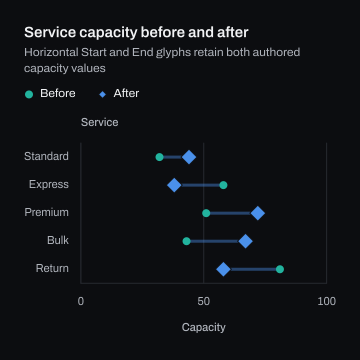 Service capacity before and after
Horizontal Start and End glyphs retain both authored
capacity values
Before After
Service
Standard
Express
Premium
Bulk
Return
0 50 100
Capacity